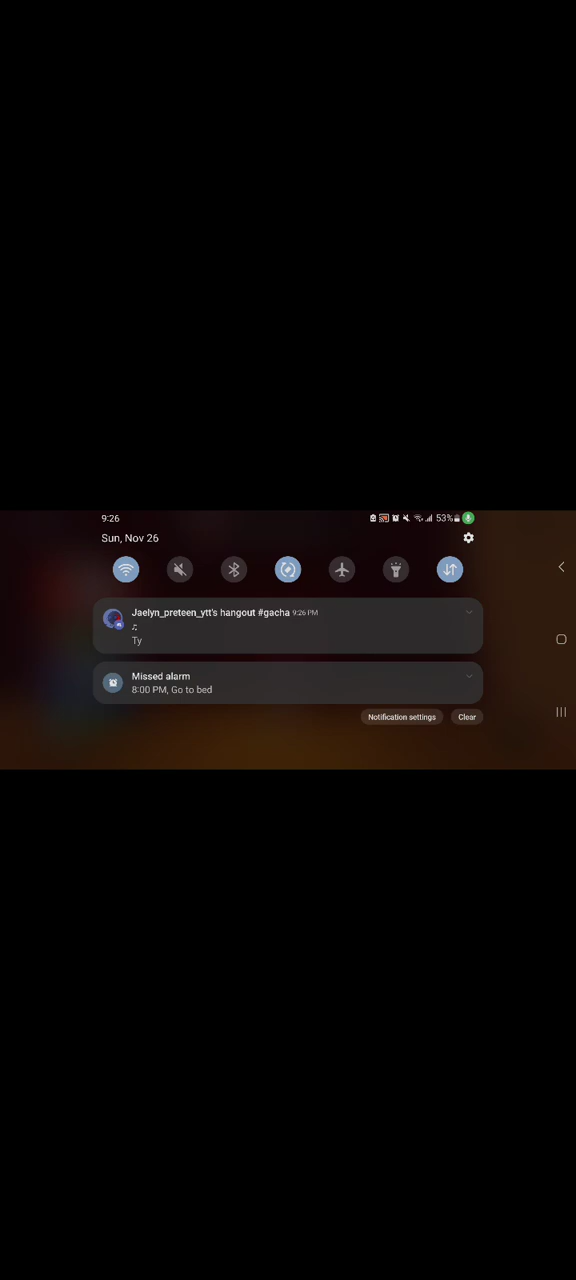 9:26
53%
Sun, Nov 26
Jaelyn_preteen_ytt's hangout #gacha 9:26 PM
♫
Ty
Missed alarm
8:00 PM, Go to bed
Notification settings
Clear